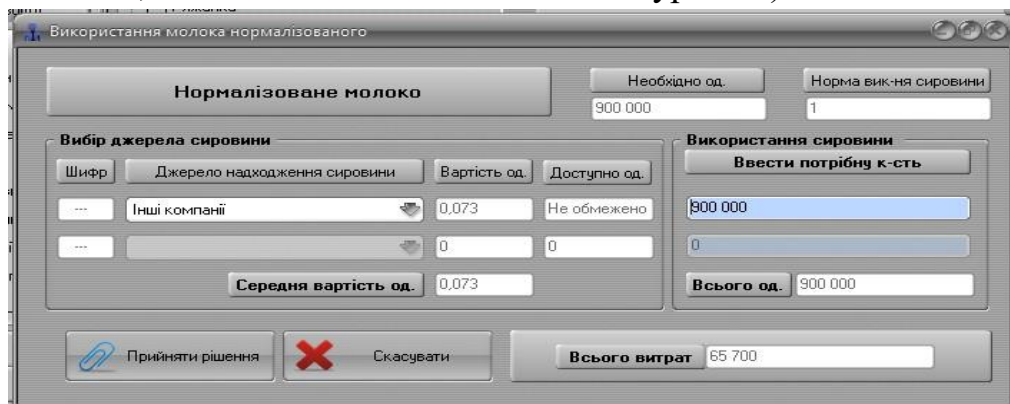 Використання молока нормалізованого
Нормалізоване молоко
Необхідно од.
Норма вик-ня сировини
900 000
1
Вибір джерела сировини
Використання сировини
Шифр
Джерело надходження сировини
Вартість од.
Доступно од.
Ввести потрібну к-сть
---
Інші компанії
0,073
Не обмежено
900 000
---
0
0
0
Середня вартість од.
0,073
Всього од.
900 000
Прийняти рішення
Скасувати
Всього витрат
65 700